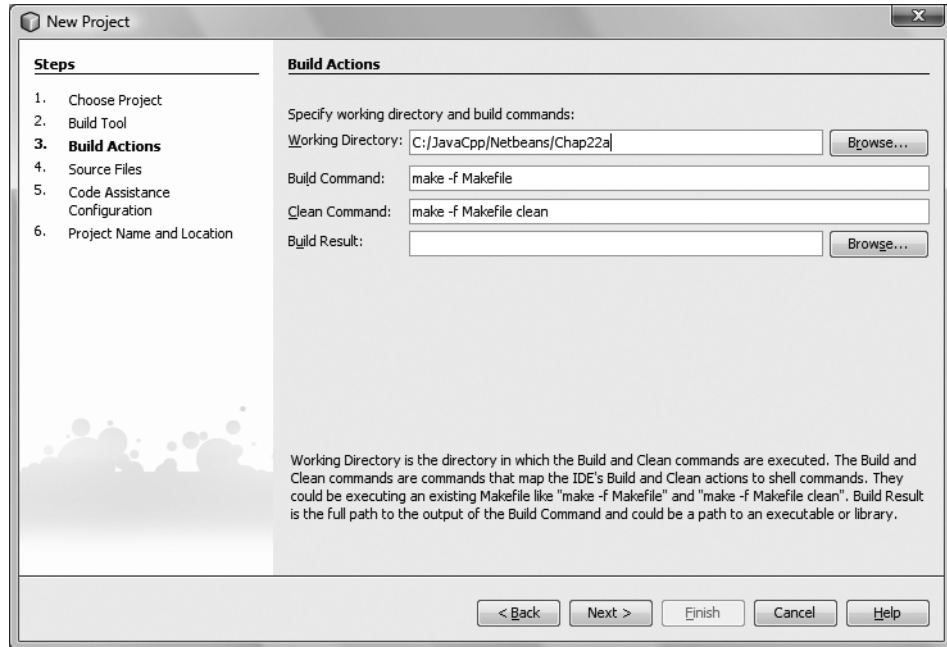 New Project
X
Steps
1. Choose Project
2. Build Tool
3. Build Actions
4. Source Files
5. Code Assistance
Configuration
6. Project Name and Location
Build Actions
Specify working directory and build commands:
Working Directory: C:/JavaCpp/Netbeans/Chap22a Browse...
Build Command: make -f Makefile
Clean Command: make -f Makefile clean
Build Result: Browse...
Working Directory is the directory in which the Build and Clean commands are executed. The Build and
Clean commands are commands that map the IDE's Build and Clean actions to shell commands. They
could be executing an existing Makefile like "make -f Makefile" and "make -f Makefile clean". Build Result
is the full path to the output of the Build Command and could be a path to an executable or library.
< Back Next > Finish Cancel Help